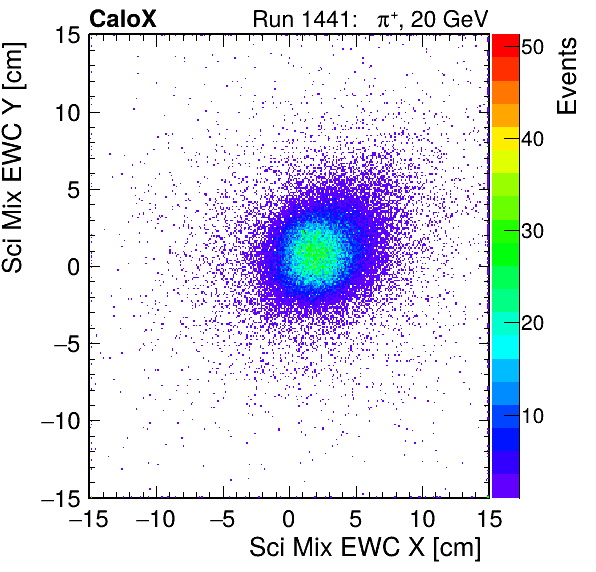 CaloX Run 1441: π⁺, 20 GeV
Sci Mix EWC Y [cm]
15
10
5
0
−5
−10
−15
−15 −10 −5 0 5 10 15
Sci Mix EWC X [cm]
50
40
30
20
10
Events